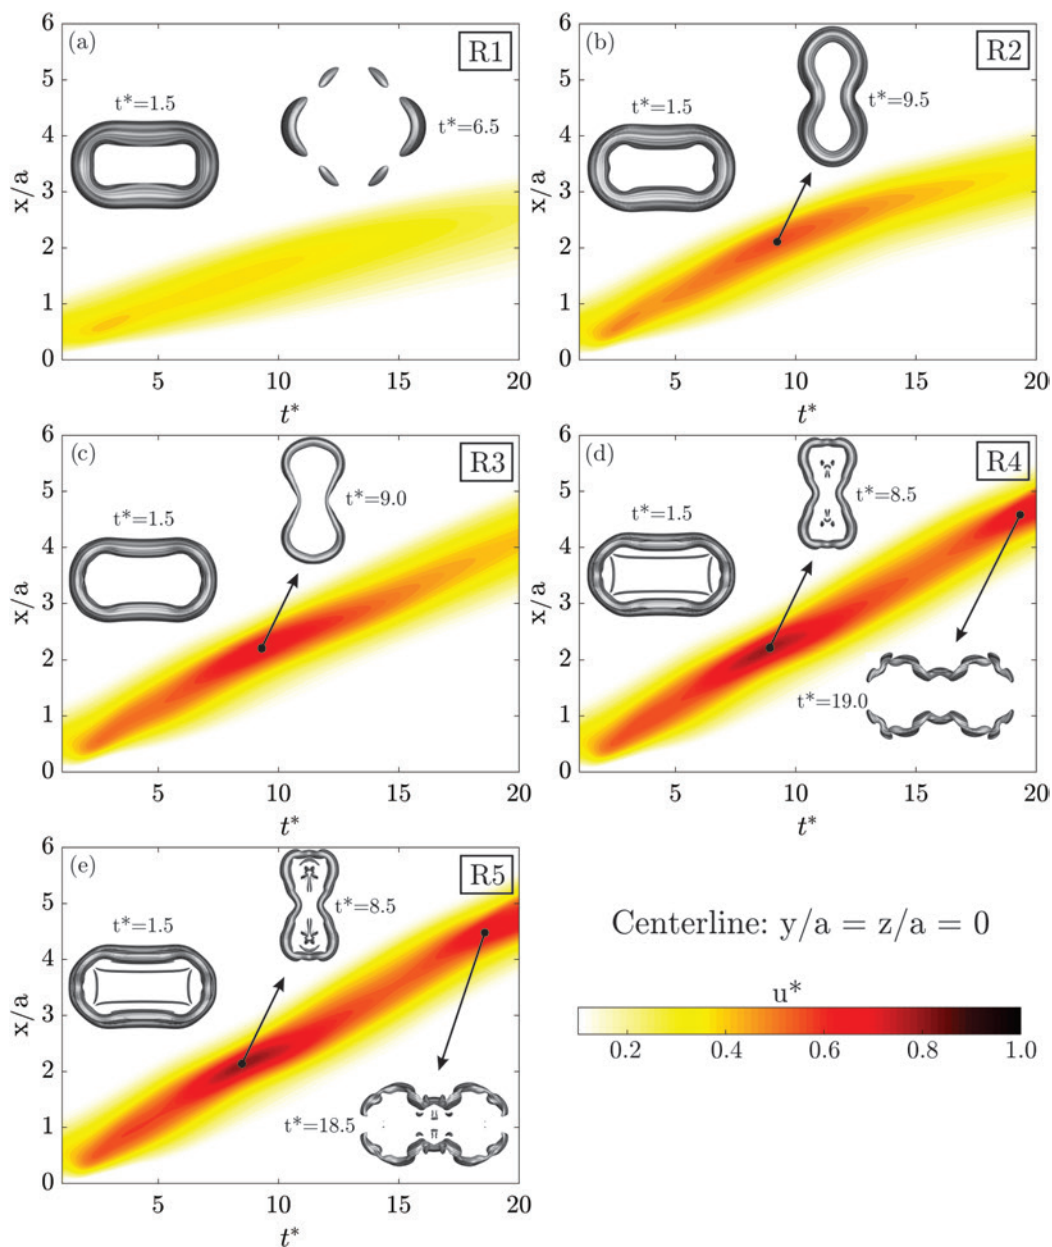 (a)
R1
t*=1.5
t*=6.5
x/a
6
5
4
3
2
1
0
5
10
15
20
t*
(b)
R2
t*=1.5
t*=9.5
x/a
6
5
4
3
2
1
0
5
10
15
20
t*
(c)
R3
t*=1.5
t*=9.0
x/a
6
5
4
3
2
1
0
5
10
15
20
t*
(d)
R4
t*=1.5
t*=8.5
t*=19.0
x/a
6
5
4
3
2
1
0
5
10
15
20
t*
(e)
R5
t*=1.5
t*=8.5
t*=18.5
x/a
6
5
4
3
2
1
0
5
10
15
20
t*
Centerline: y/a = z/a = 0
u*
0.2 0.4 0.6 0.8 1.0